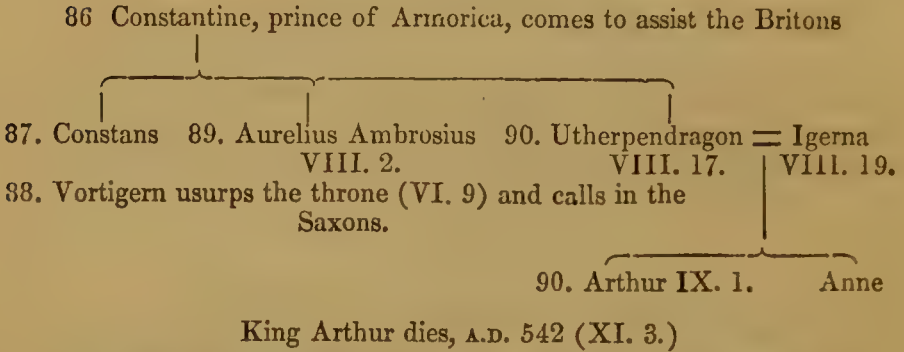 86 Constantine, prince of Armorica, comes to assist the Britons
87. Constans 89. Aurelius Ambrosius 90. Utherpendragon = Igerna
VIII. 2. VIII. 17. VIII. 19.
88. Vortigern usurps the throne (VI. 9) and calls in the
Saxons.
90. Arthur IX. 1. Anne
King Arthur dies, A.D. 542 (XI. 3.)